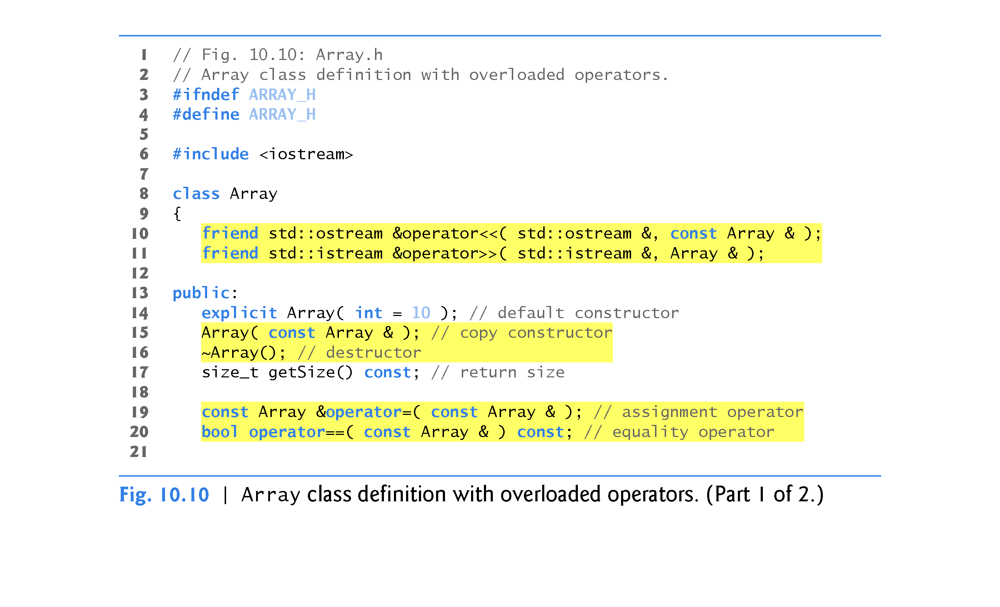 1 // Fig. 10.10: Array.h
2 // Array class definition with overloaded operators.
3 #ifndef ARRAY_H
4 #define ARRAY_H
5
6 #include <iostream>
7
8 class Array
9 {
10 friend std::ostream &operator<<( std::ostream &, const Array & );
11 friend std::istream &operator>>( std::istream &, Array & );
12
13 public:
14 explicit Array( int = 10 ); // default constructor
15 Array( const Array & ); // copy constructor
16 ~Array(); // destructor
17 size_t getSize() const; // return size
18
19 const Array &operator=( const Array & ); // assignment operator
20 bool operator==( const Array & ) const; // equality operator
21
Fig. 10.10 | Array class definition with overloaded operators. (Part 1 of 2.)